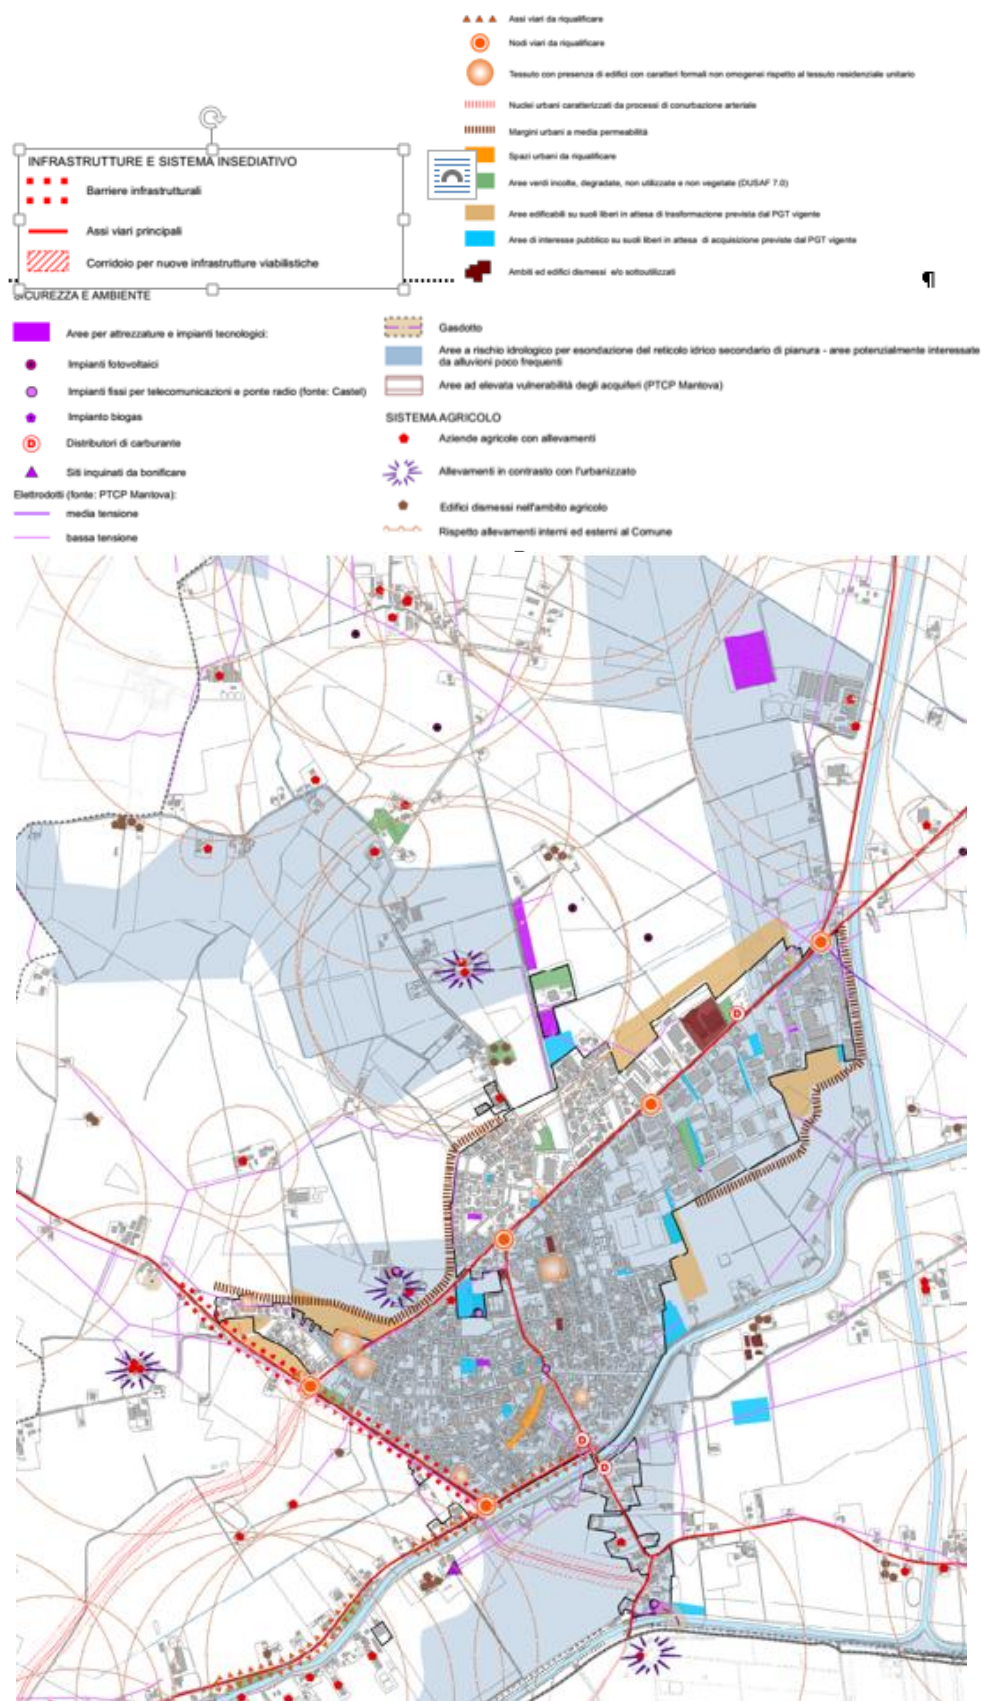 Assi viari da riqualificare
Nodi viari da riqualificare
Tessuto con presenza di edifici con caratteri formali non omogenei rispetto al tessuto residenziale unitario
Nuclei urbani caratterizzati da processi di conurbazione arteriale
Margini urbani a media permeabilità
Spazi urbani da riqualificare
Aree verdi incolte, degradate, non utilizzate e non vegetate (DUSAF 7.0)
Aree edificabili su suoli liberi in attesa di trasformazione prevista dal PGT vigente
Aree di interesse pubblico su suoli liberi in attesa di acquisizione previste dal PGT vigente
Ambiti ed edifici dismessi e/o sottoutilizzati
¶
INFRASTRUTTURE E SISTEMA INSEDIATIVO
Barriere infrastrutturali
Assi viari principali
Corridoio per nuove infrastrutture viabilistiche
SICUREZZA E AMBIENTE
Aree per attrezzature e impianti tecnologici:
Impianti fotovoltaici
Impianti fissi per telecomunicazioni e ponte radio (fonte: Castel)
Impianto biogas
D Distributori di carburante
Siti inquinati da bonificare
Elettrodotti (fonte: PTCP Mantova):
media tensione
bassa tensione
Gasdotto
Aree a rischio idrologico per esondazione del reticolo idrico secondario di pianura - aree potenzialmente interessate
da alluvioni poco frequenti
Aree ad elevata vulnerabilità degli acquiferi (PTCP Mantova)
SISTEMA AGRICOLO
Aziende agricole con allevamenti
Allevamenti in contrasto con l'urbanizzato
Edifici dismessi nell'ambito agricolo
Rispetto allevamenti interni ed esterni al Comune
D
D
D